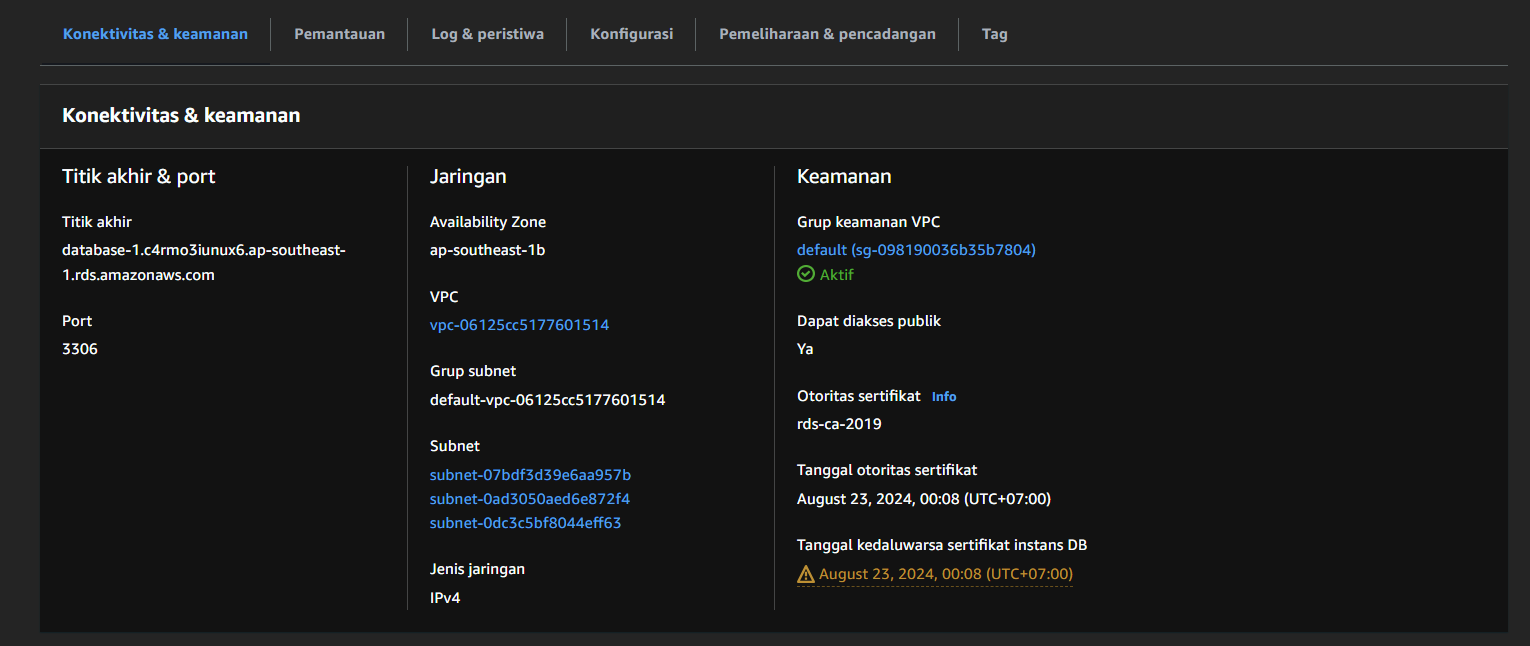 Konektivitas & keamanan
Pemantauan
Log & peristiwa
Konfigurasi
Pemeliharaan & pencadangan
Tag
Konektivitas & keamanan
Titik akhir & port
Titik akhir
database-1.c4rmo3iunux6.ap-southeast-
1.rds.amazonaws.com
Port
3306
Jaringan
Availability Zone
ap-southeast-1b
VPC
vpc-06125cc5177601514
Grup subnet
default-vpc-06125cc5177601514
Subnet
subnet-07bdf3d39e6aa957b
subnet-0ad3050aed6e872f4
subnet-0dc3c5bf8044eff63
Jenis jaringan
IPv4
Keamanan
Grup keamanan VPC
default (sg-098190036b35b7804)
Aktif
Dapat diakses publik
Ya
Otoritas sertifikat Info
rds-ca-2019
Tanggal otoritas sertifikat
August 23, 2024, 00:08 (UTC+07:00)
Tanggal kedaluwarsa sertifikat instans DB
August 23, 2024, 00:08 (UTC+07:00)